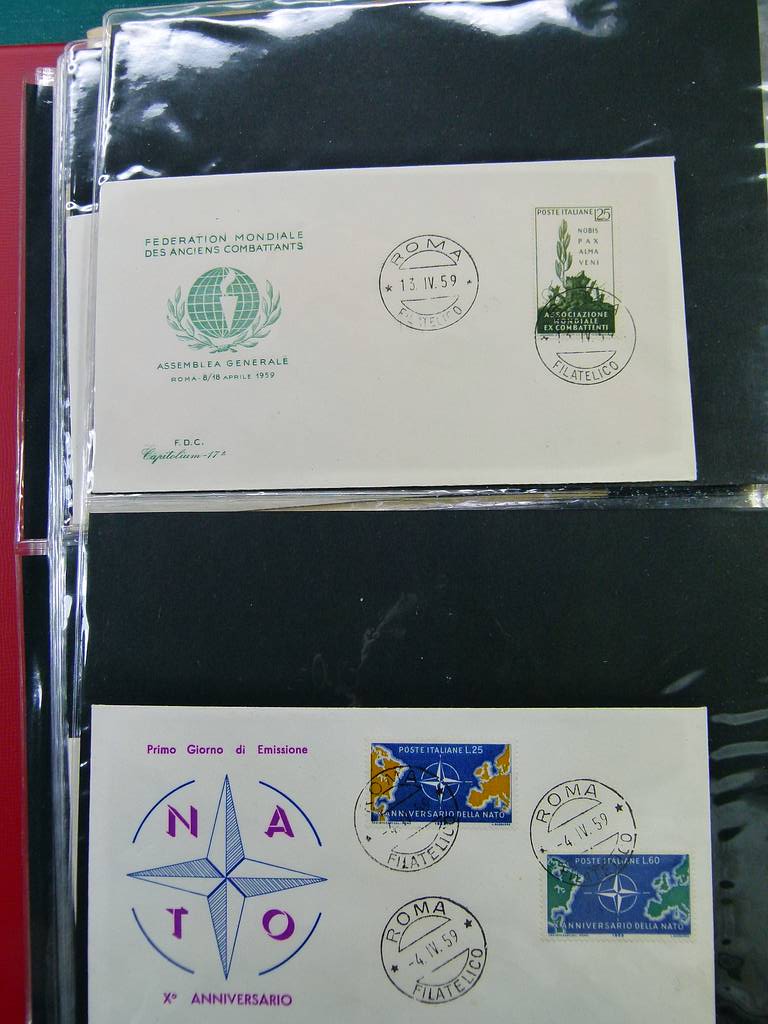 FEDERATION MONDIALE
DES ANCIENS COMBATTANTS
ASSEMBLEA GENERALE
ROMA - 8/18 APRILE 1959
F.D.C.
Capitolium - 17ª
ROMA
* 13. IV. 59 *
FILATELICO
POSTE ITALIANE 25
NOBIS
PAX
ALMA
VENI
ASSOCIAZIONE
MONDIALE
EX COMBATTENTI
FILATELICO
Primo Giorno di Emissione
N A
T O
X° ANNIVERSARIO
POSTE ITALIANE L.25
ANNIVERSARIO DELLA NATO
ROMA
FILATELICO
ROMA
-4. IV. 59
POSTE ITALIANE L.60
X ANNIVERSARIO DELLA NATO
1959
ROMA
* -4. IV. 59 *
FILATELICO